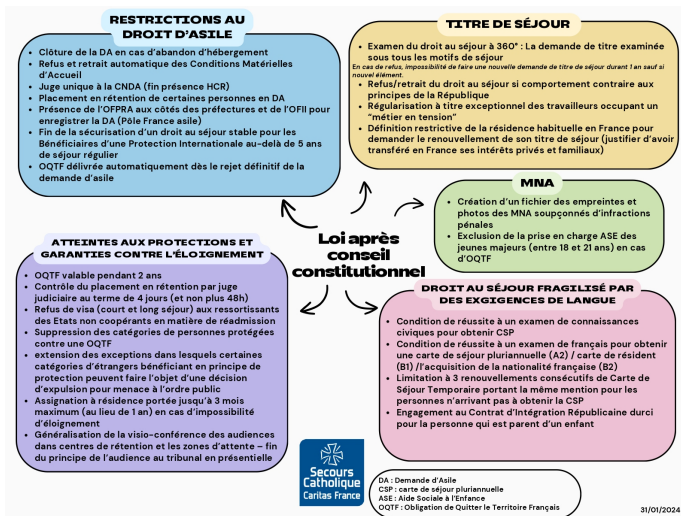 RESTRICTIONS AU
DROIT D'ASILE
• Clôture de la DA en cas d'abandon d'hébergement
• Refus et retrait automatique des Conditions Matérielles
d'Accueil
• Juge unique à la CNDA (fin présence HCR)
• Placement en rétention de certaines personnes en DA
• Présence de l'OFPRA aux côtés des préfectures et de l'OFII pour
enregistrer la DA (Pôle France asile)
• Fin de la sécurisation d'un droit au séjour stable pour les
Bénéficiaires d'une Protection Internationale au-delà de 5 ans
de séjour régulier
• OQTF délivrée automatiquement dès le rejet définitif de la
demande d'asile
TITRE DE SÉJOUR
• Examen du droit au séjour à 360° : La demande de titre examinée
sous tous les motifs de séjour
En cas de refus, impossibilité de faire une nouvelle demande de titre de séjour durant 1 an sauf si
nouvel élément.
• Refus/retrait du droit au séjour si comportement contraire aux
principes de la République
• Régularisation à titre exceptionnel des travailleurs occupant un
"métier en tension"
• Définition restrictive de la résidence habituelle en France pour
demander le renouvellement de son titre de séjour (justifier d'avoir
transféré en France ses intérêts privés et familiaux)
MNA
• Création d'un fichier des empreintes et
photos des MNA soupçonnés d'infractions
pénales
• Exclusion de la prise en charge ASE des
jeunes majeurs (entre 18 et 21 ans) en cas
d'OQTF
Loi après
conseil
constitutionnel
ATTEINTES AUX PROTECTIONS ET
GARANTIES CONTRE L'ÉLOIGNEMENT
• OQTF valable pendant 2 ans
• Contrôle du placement en rétention par juge
judiciaire au terme de 4 jours (et non plus 48h)
• Refus de visa (court et long séjour) aux ressortissants
des Etats non coopérants en matière de réadmission
• Suppression des catégories de personnes protégées
contre une OQTF
• extension des exceptions dans lesquels certaines
catégories d'étrangers bénéficiant en principe de
protection peuvent faire l'objet d'une décision
d'expulsion pour menace à l'ordre public
• Assignation à résidence portée jusqu'à 3 mois
maximum (au lieu de 1 an) en cas d'impossibilité
d'éloignement
• Généralisation de la visio-conférence des audiences
dans centres de rétention et les zones d'attente – fin
du principe de l'audience au tribunal en présentielle
DROIT AU SÉJOUR FRAGILISÉ PAR
DES EXGIGENCES DE LANGUE
• Condition de réussite à un examen de connaissances
civiques pour obtenir CSP
• Condition de réussite à un examen de français pour obtenir
une carte de séjour pluriannuelle (A2) / carte de résident
(B1) /l'acquisition de la nationalité française (B2)
• Limitation à 3 renouvellements consécutifs de Carte de
Séjour Temporaire portant la même mention pour les
personnes n'arrivant pas à obtenir la CSP
• Engagement au Contrat d'Intégration Républicaine durci
pour la personne qui est parent d'un enfant
Secours
Catholique
Caritas France
DA : Demande d'Asile
CSP : carte de séjour pluriannuelle
ASE : Aide Sociale à l'Enfance
OQTF : Obligation de Quitter le Territoire Français
31/01/2024